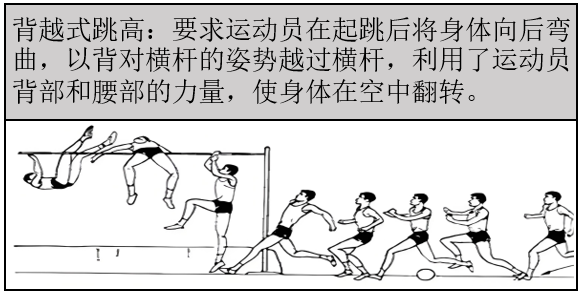 背越式跳高：要求运动员在起跳后将身体向后弯
曲，以背对横杆的姿势越过横杆，利用了运动员
背部和腰部的力量，使身体在空中翻转。